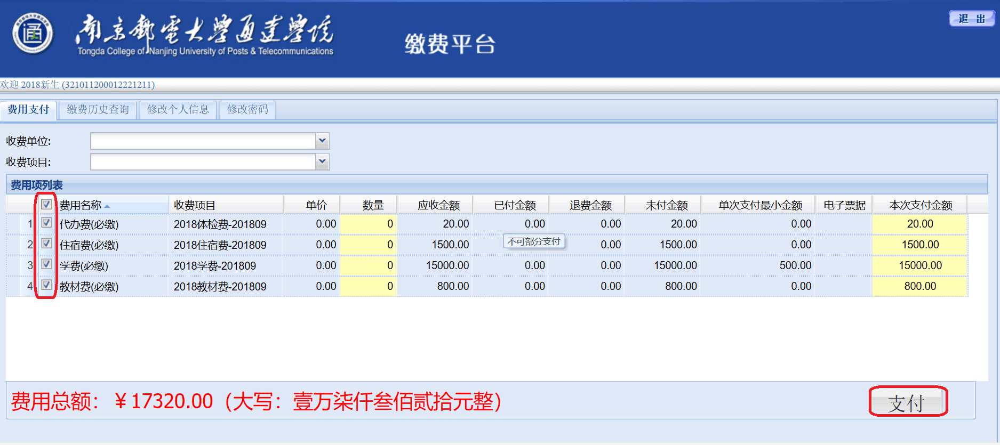 南京邮电大学通达学院
Tongda College of Nanjing University of Posts & Telecommunications
通
缴费平台
退 出
欢迎 2018新生 (321011200012221211)
费用支付 缴费历史查询 修改个人信息 修改密码
收费单位:
收费项目:
费用项列表
费用名称 收费项目 单价 数量 应收金额 已付金额 退费金额 未付金额 单次支付最小金额 电子票据 本次支付金额
1 代办费(必缴) 2018体检费-201809 0.00 0 20.00 0.00 0.00 20.00 0.00 20.00
2 住宿费(必缴) 2018住宿费-201809 0.00 0 1500.00 不可部分支付 0.00 1500.00 0.00 1500.00
3 学费(必缴) 2018学费-201809 0.00 0 15000.00 0.00 0.00 15000.00 500.00 15000.00
4 教材费(必缴) 2018教材费-201809 0.00 0 800.00 0.00 0.00 800.00 0.00 800.00
费用总额：￥17320.00（大写：壹万柒仟叁佰贰拾元整）
支付